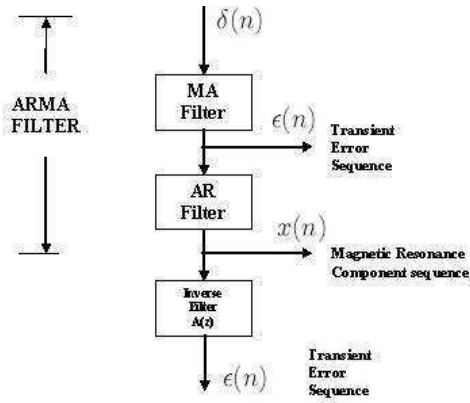 δ(n)
MA
Filter
ARMA
FILTER
ϵ(n)
Transient
Error
Sequence
AR
Filter
x(n)
Magnetic Resonance
Component sequence
Inverse
Filter
A(z)
ϵ(n)
Transient
Error
Sequence